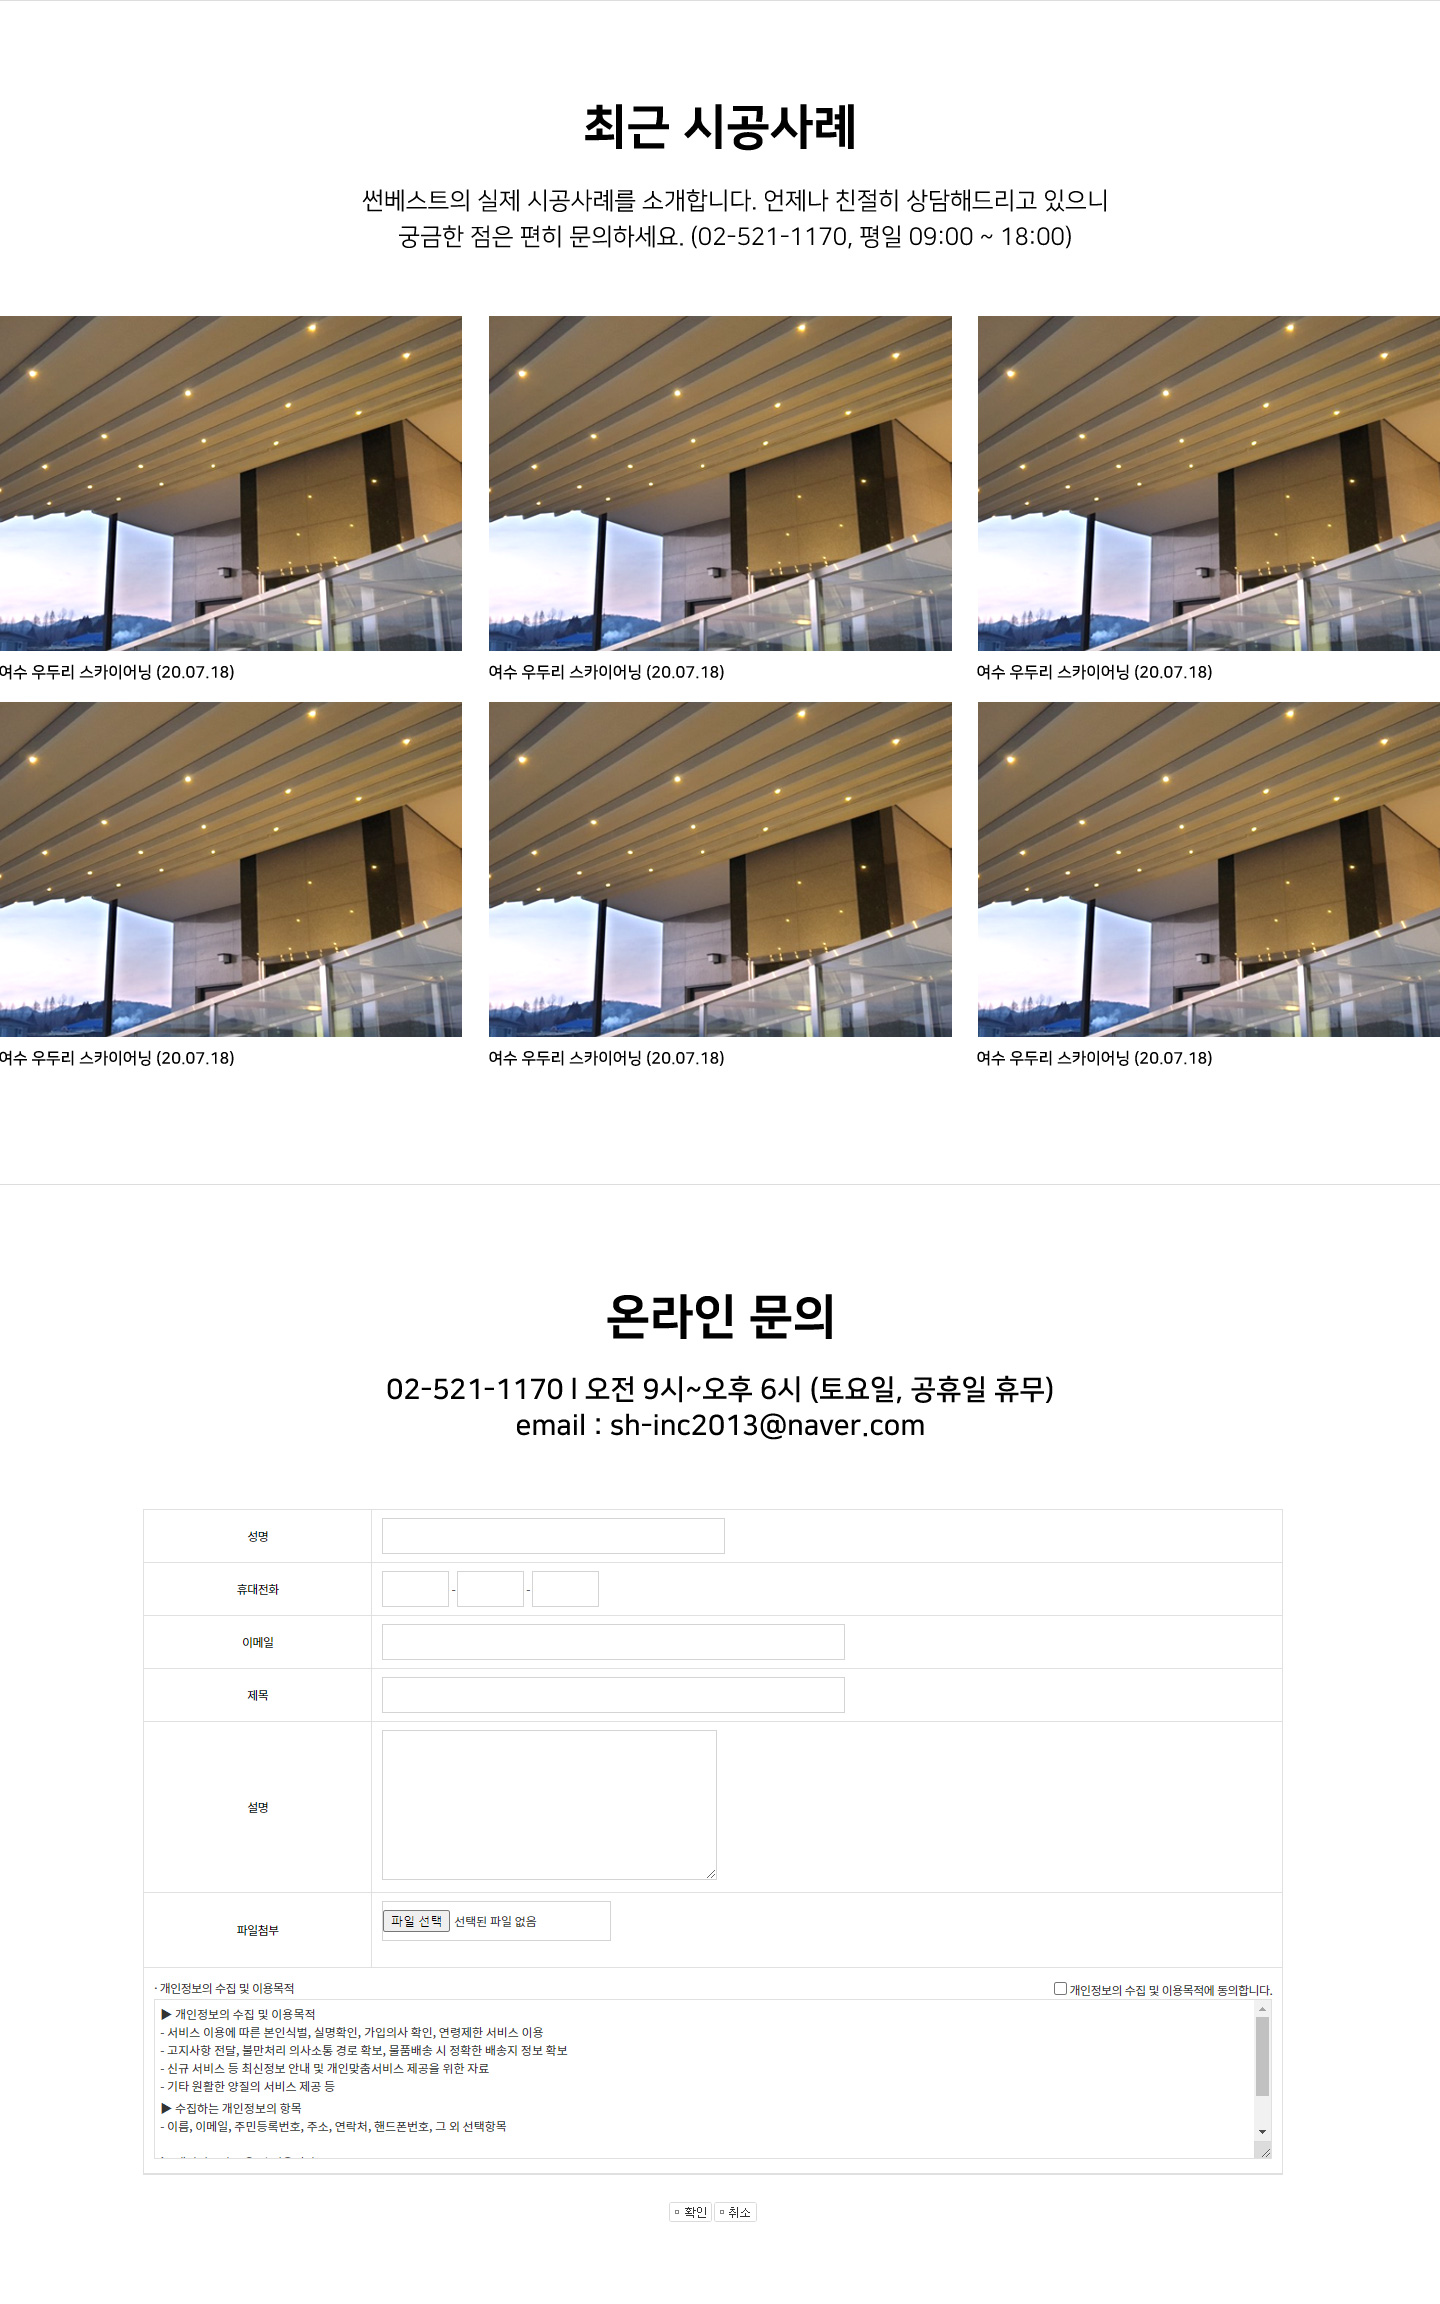 최근 시공사례
썬베스트의 실제 시공사례를 소개합니다. 언제나 친절히 상담해드리고 있으니
궁금한 점은 편히 문의하세요. (02-521-1170, 평일 09:00 ~ 18:00)
여수 우두리 스카이어닝 (20.07.18)
여수 우두리 스카이어닝 (20.07.18)
여수 우두리 스카이어닝 (20.07.18)
여수 우두리 스카이어닝 (20.07.18)
여수 우두리 스카이어닝 (20.07.18)
여수 우두리 스카이어닝 (20.07.18)
온라인 문의
02-521-1170 I 오전 9시~오후 6시 (토요일, 공휴일 휴무)
email : sh-inc2013@naver.com
성명
휴대전화
- -
이메일
제목
설명
파일첨부
파일 선택 선택된 파일 없음
· 개인정보의 수집 및 이용목적
개인정보의 수집 및 이용목적에 동의합니다.
▶ 개인정보의 수집 및 이용목적
- 서비스 이용에 따른 본인식별, 실명확인, 가입의사 확인, 연령제한 서비스 이용
- 고지사항 전달, 불만처리 의사소통 경로 확보, 물품배송 시 정확한 배송지 정보 확보
- 신규 서비스 등 최신정보 안내 및 개인맞춤서비스 제공을 위한 자료
- 기타 원활한 양질의 서비스 제공 등
▶ 수집하는 개인정보의 항목
- 이름, 이메일, 주민등록번호, 주소, 연락처, 핸드폰번호, 그 외 선택항목
확인
취소